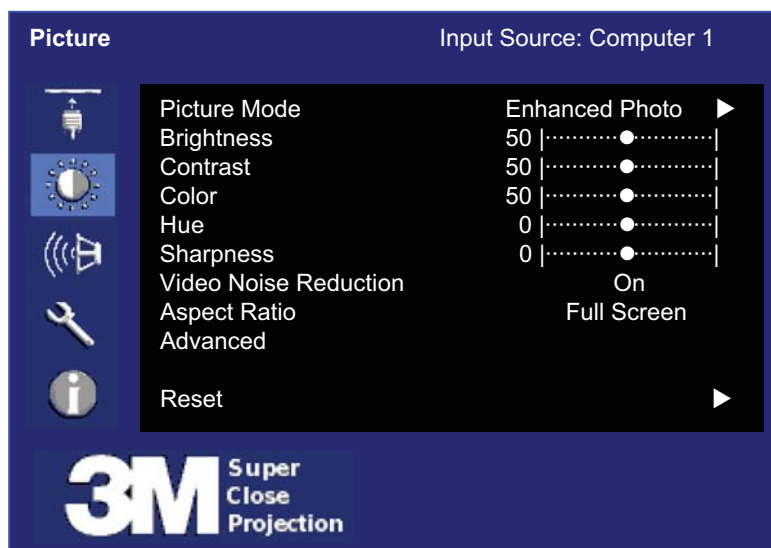 Picture Input Source: Computer 1
Picture Mode Enhanced Photo
Brightness 50
Contrast 50
Color 50
Hue 0
Sharpness 0
Video Noise Reduction On
Aspect Ratio Full Screen
Advanced
Reset
3M Super
Close
Projection